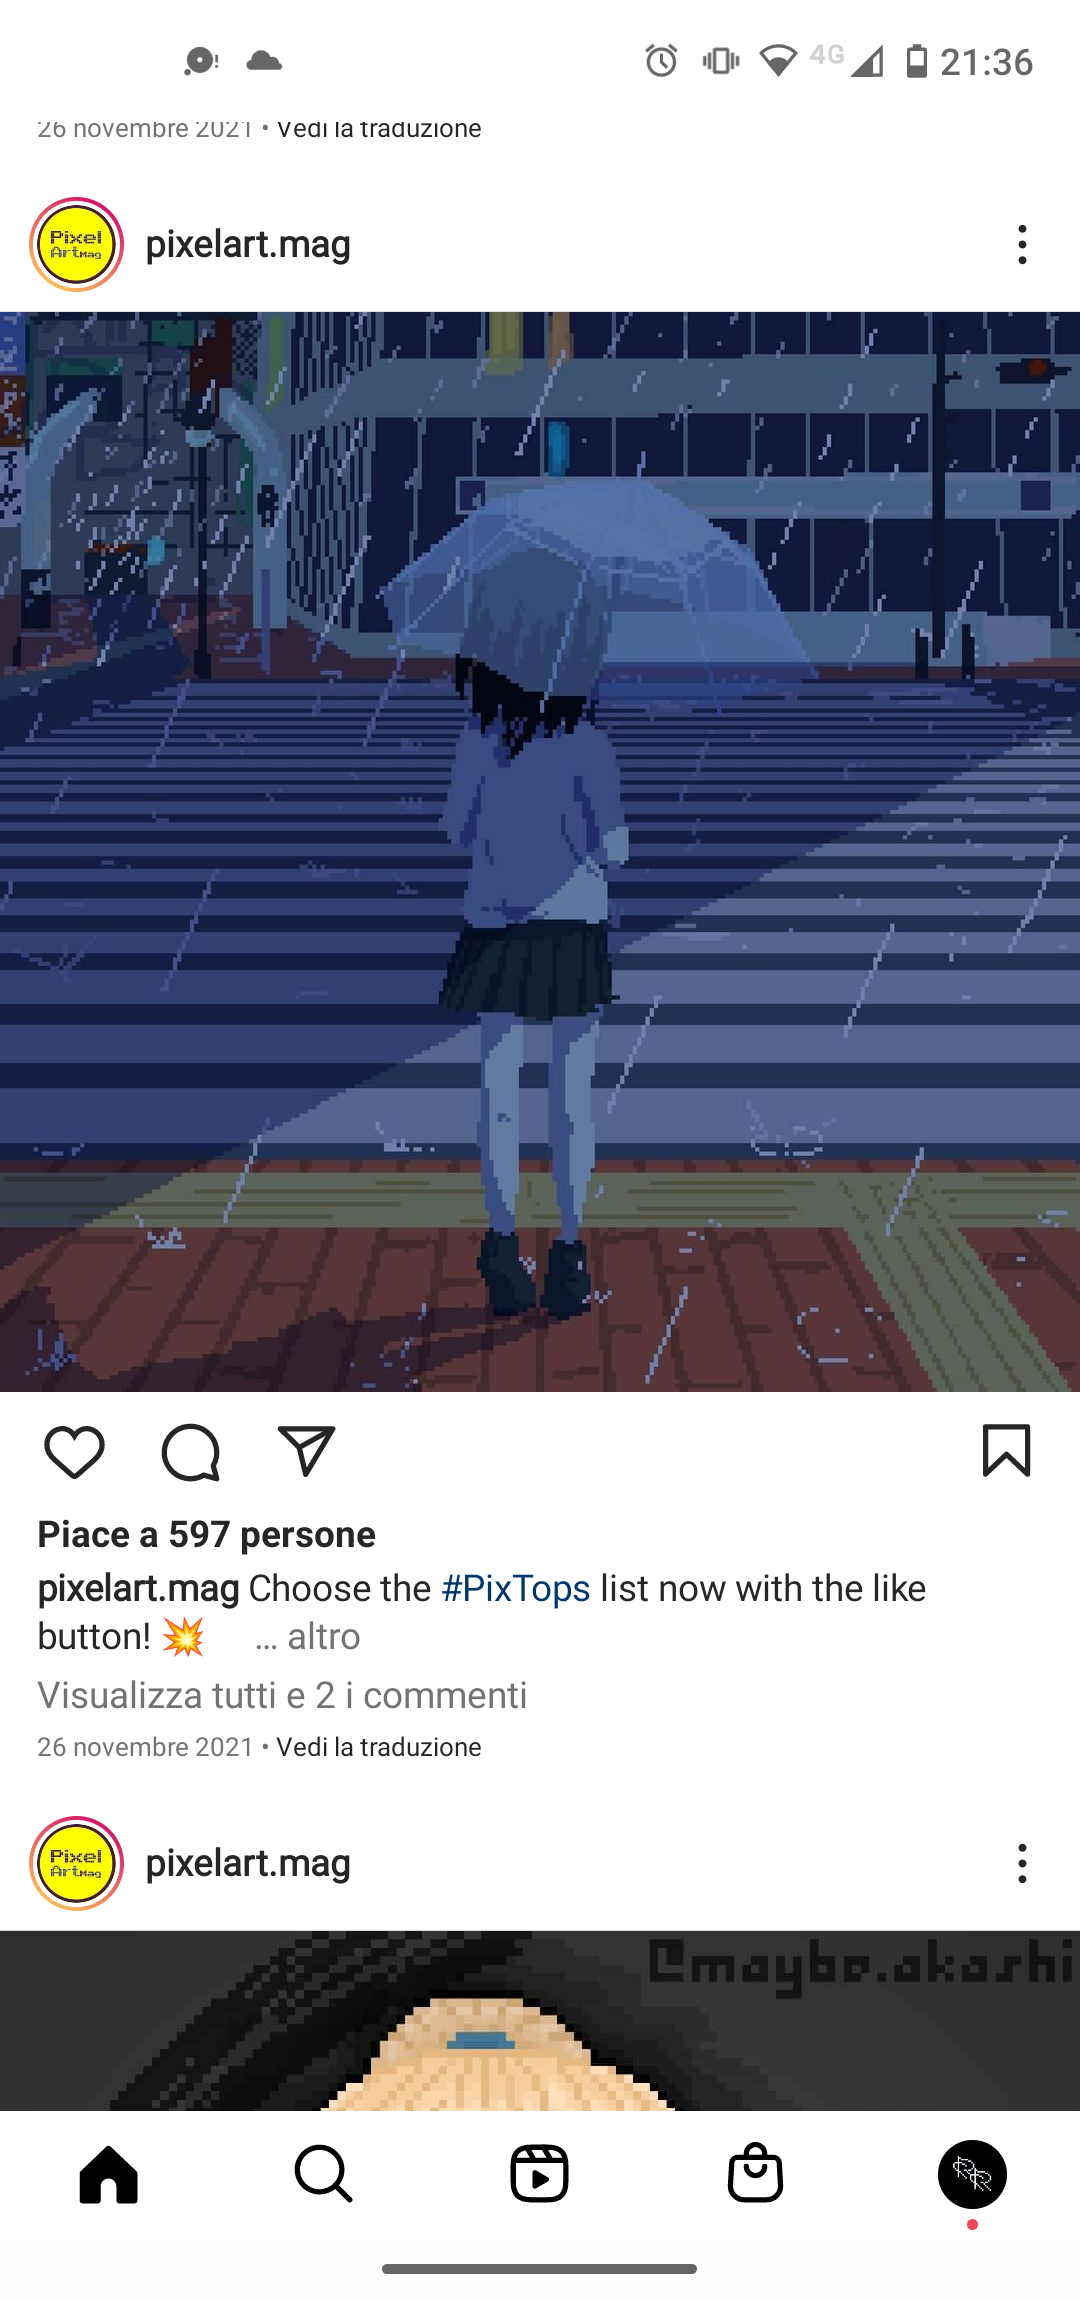 4G 21:36
26 novembre 2021 • Vedi la traduzione
Pixel
ArtMag
pixelart.mag
Piace a 597 persone
pixelart.mag Choose the #PixTops list now with the like
button! 💥 … altro
Visualizza tutti e 2 i commenti
26 novembre 2021 • Vedi la traduzione
Pixel
ArtMag
pixelart.mag
@maybe.akashi